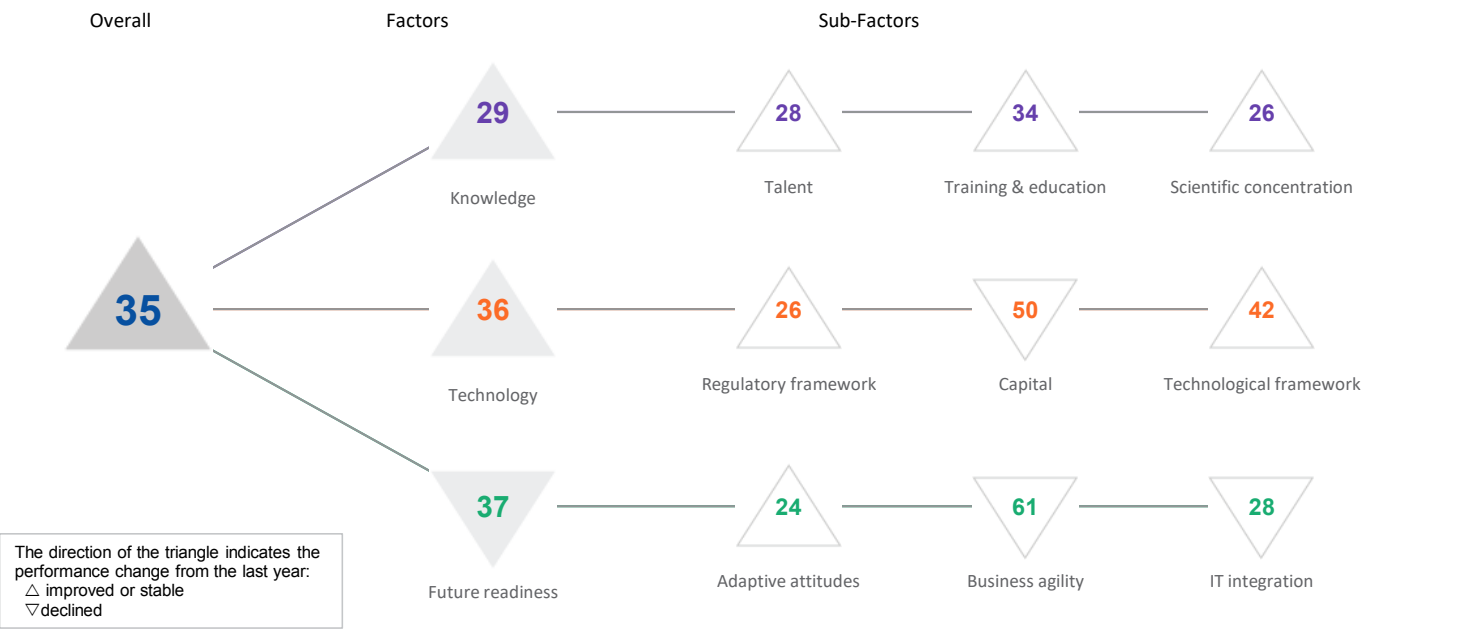 Overall
Factors
Sub-Factors
29
28
34
26
Knowledge
Talent
Training & education
Scientific concentration
35
36
26
50
42
Technology
Regulatory framework
Capital
Technological framework
37
24
61
28
Future readiness
Adaptive attitudes
Business agility
IT integration
The direction of the triangle indicates the
performance change from the last year:
△ improved or stable
▽declined